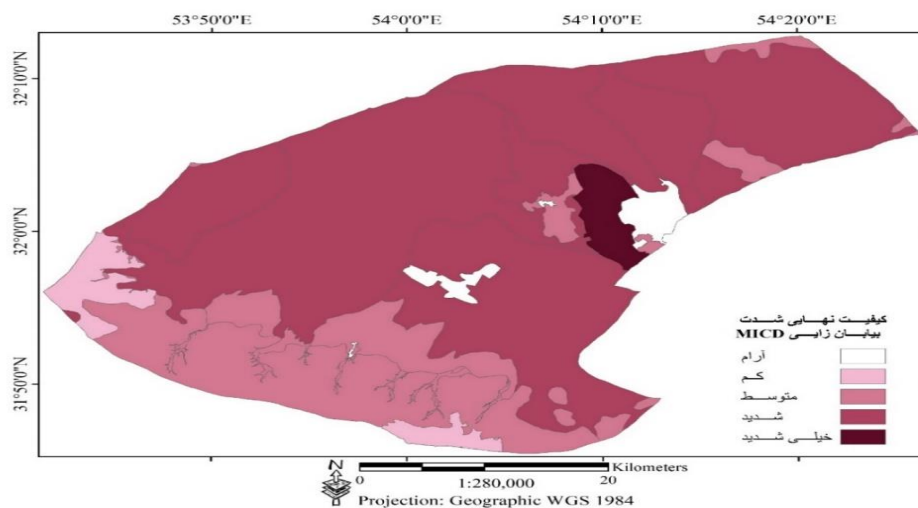 53°50'0"E 54°0'0"E 54°10'0"E 54°20'0"E
32°10'0"N
32°0'0"N
31°50'0"N
کیفیت نهایی شدت
بیابان زایی MICD
آرام
کم
متوسط
شدید
خیلی شدید
N
0 20 Kilometers
1:280,000
Projection: Geographic WGS 1984